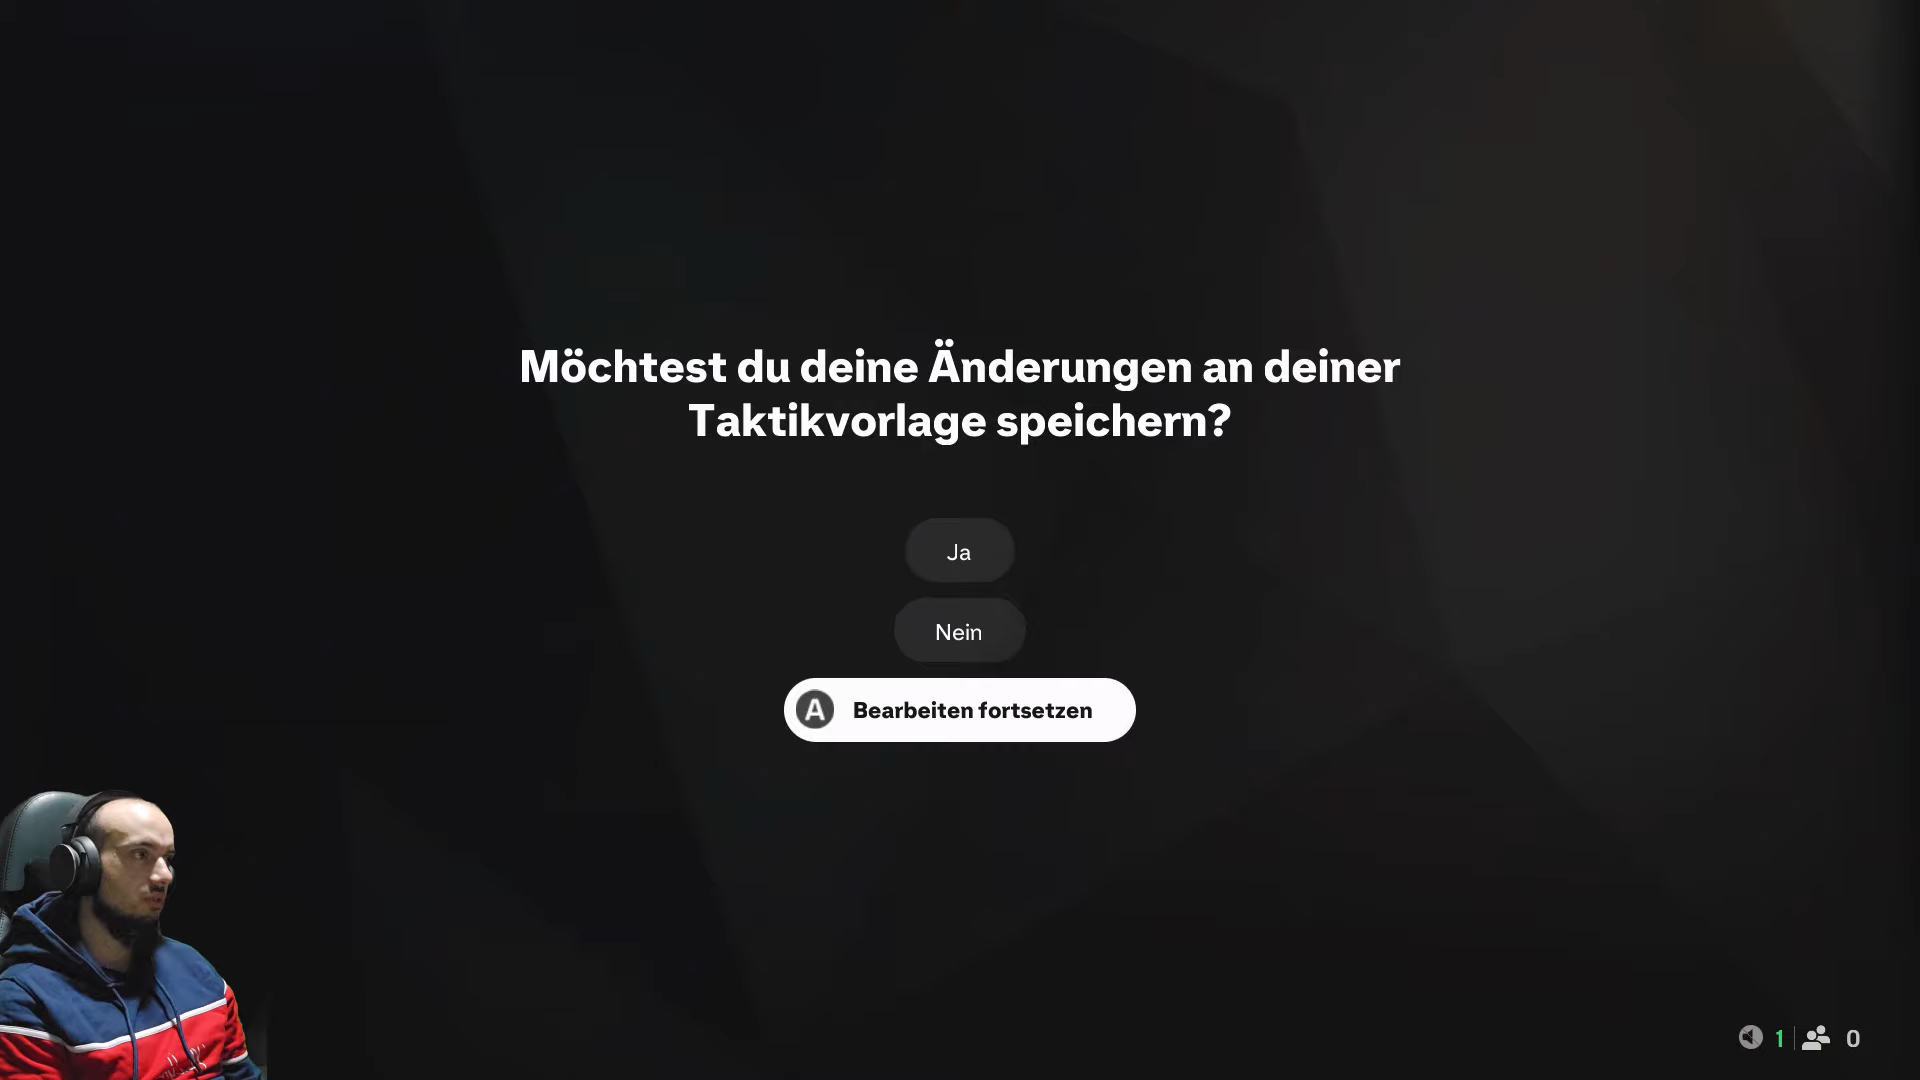 Möchtest du deine Änderungen an deiner
Taktikvorlage speichern?
Ja
Nein
A Bearbeiten fortsetzen
1 0